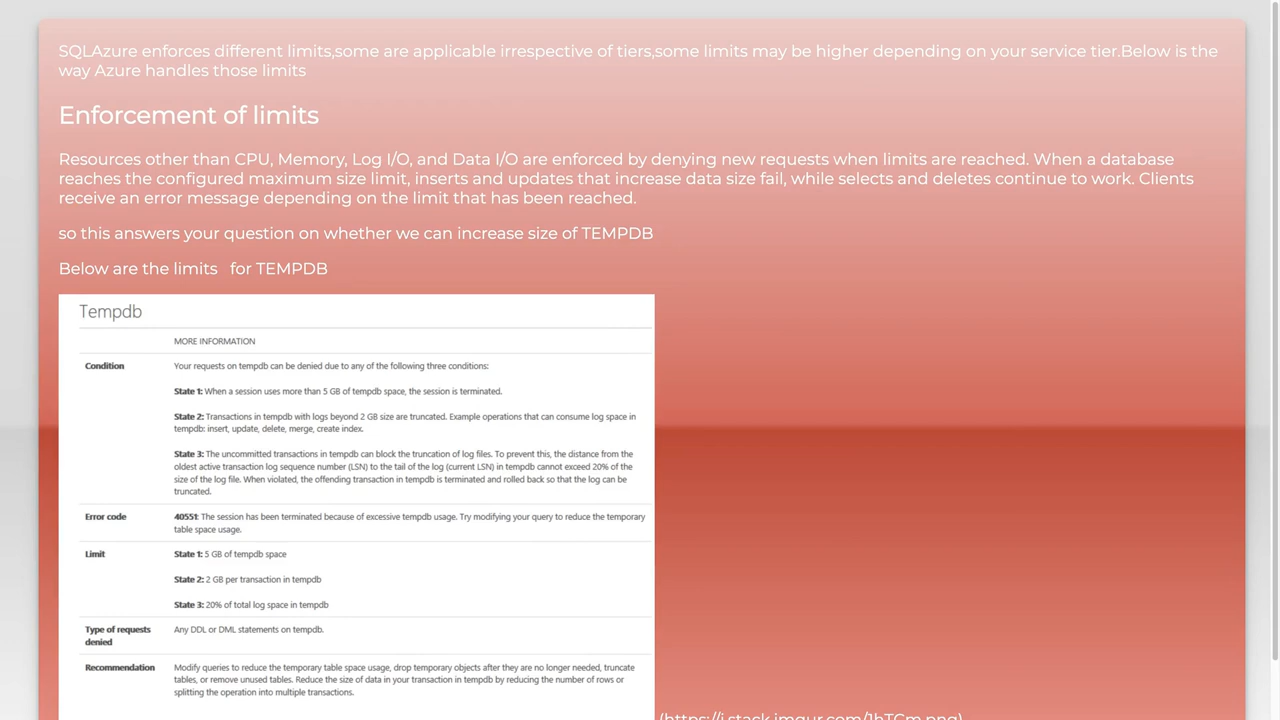 SQLAzure enforces different limits,some are applicable irrespective of tiers,some limits may be higher depending on your service tier.Below is the
way Azure handles those limits
Enforcement of limits
Resources other than CPU, Memory, Log I/O, and Data I/O are enforced by denying new requests when limits are reached. When a database
reaches the configured maximum size limit, inserts and updates that increase data size fail, while selects and deletes continue to work. Clients
receive an error message depending on the limit that has been reached.
so this answers your question on whether we can increase size of TEMPDB
Below are the limits for TEMPDB
Tempdb
MORE INFORMATION
Condition
Your requests on tempdb can be denied due to any of the following three conditions:
State 1: When a session uses more than 5 GB of tempdb space, the session is terminated.
State 2: Transactions in tempdb with logs beyond 2 GB size are truncated. Example operations that can consume log space in
tempdb: insert, update, delete, merge, create index.
State 3: The uncommitted transactions in tempdb can block the truncation of log files. To prevent this, the distance from the
oldest active transaction log sequence number (LSN) to the tail of the log (current LSN) in tempdb cannot exceed 20% of the
size of the log file. When violated, the offending transaction in tempdb is terminated and rolled back so that the log can be
truncated.
Error code
40551: The session has been terminated because of excessive tempdb usage. Try modifying your query to reduce the temporary
table space usage.
Limit
State 1: 5 GB of tempdb space
State 2: 2 GB per transaction in tempdb
State 3: 20% of total log space in tempdb
Type of requests
denied
Any DDL or DML statements on tempdb.
Recommendation
Modify queries to reduce the temporary table space usage, drop temporary objects after they are no longer needed, truncate
tables, or remove unused tables. Reduce the size of data in your transaction in tempdb by reducing the number of rows or
splitting the operation into multiple transactions.
(https://i.stack.imgur.com/1hTCm.png)